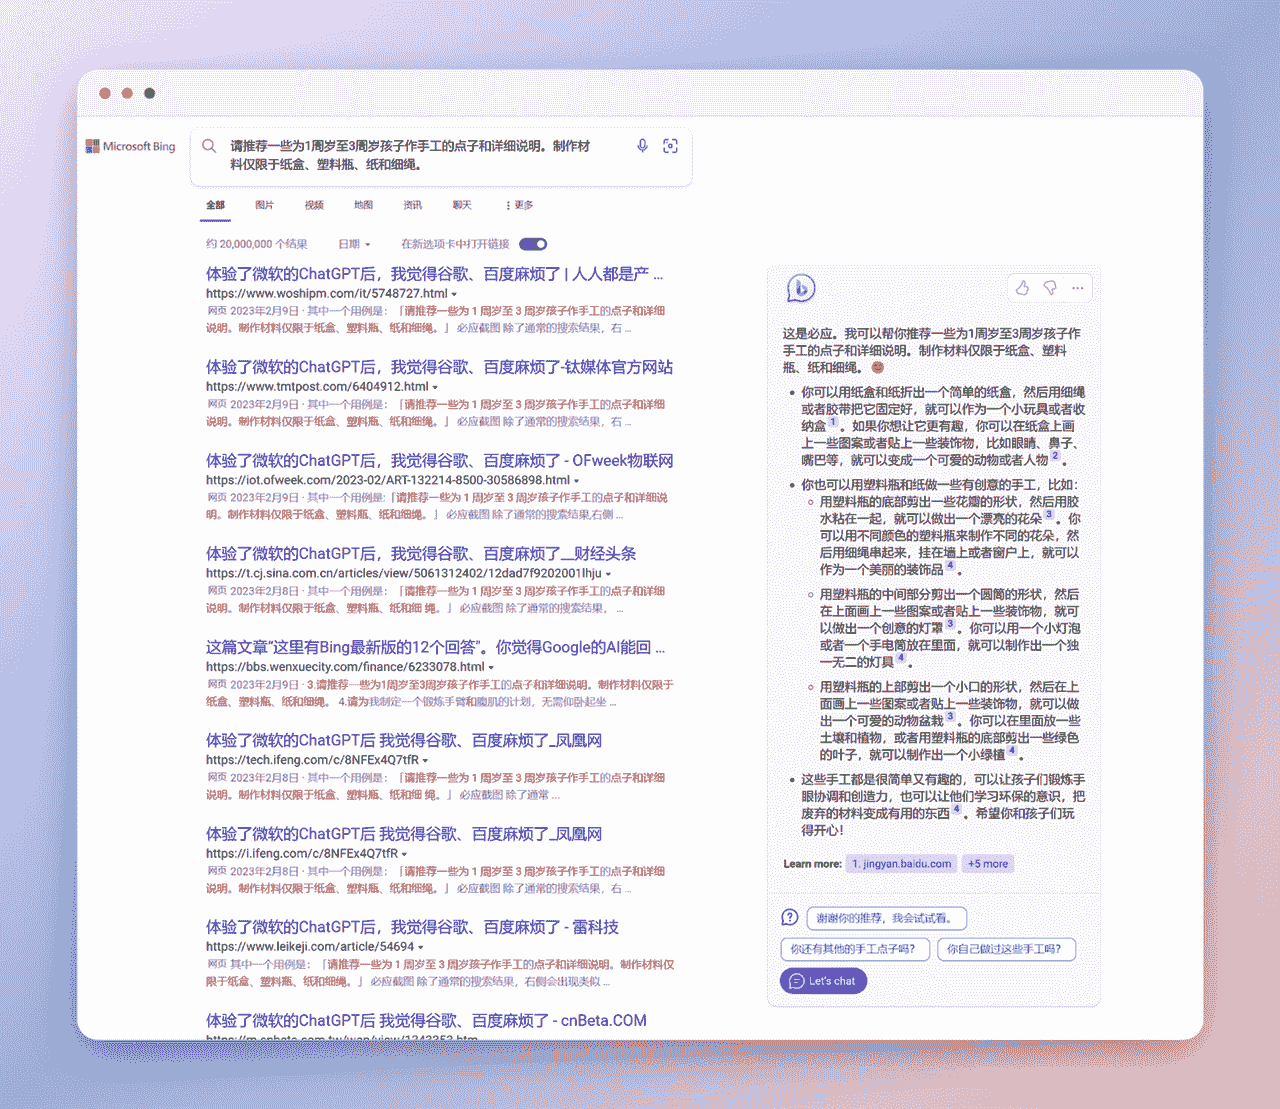 Microsoft Bing
请推荐一些为1周岁至3周岁孩子作手工的点子和详细说明。制作材
料仅限于纸盒、塑料瓶、纸和细绳。
全部 图片 视频 地图 资讯 聊天 更多
约 20,000,000 个结果 日期 在新选项卡中打开链接
体验了微软的ChatGPT后，我觉得谷歌、百度麻烦了 | 人人都是产 ...
https://www.woshipm.com/it/5748727.html
网页 2023年2月9日 · 其中一个用例是：「请推荐一些为 1 周岁至 3 周岁孩子作手工的点子和详细
说明。制作材料仅限于纸盒、塑料瓶、纸和细绳。」 必应截图 除了通常的搜索结果，右 ...
体验了微软的ChatGPT后，我觉得谷歌、百度麻烦了-钛媒体官方网站
https://www.tmtpost.com/6404912.html
网页 2023年2月9日 · 其中一个用例是：「请推荐一些为 1 周岁至 3 周岁孩子作手工的点子和详细
说明。制作材料仅限于纸盒、塑料瓶、纸和细绳。」 必应截图 除了通常的搜索结果，右 ...
体验了微软的ChatGPT后，我觉得谷歌、百度麻烦了 - OFweek物联网
https://iot.ofweek.com/2023-02/ART-132214-8500-30586898.html
网页 2023年2月9日 · 其中一个用例是:「请推荐一些为 1 周岁至 3 周岁孩子作手工的点子和详细说
明。制作材料仅限于纸盒、塑料瓶、纸和细绳。」 必应截图 除了通常的搜索结果,右侧 ...
体验了微软的ChatGPT后，我觉得谷歌、百度麻烦了__财经头条
https://t.cj.sina.com.cn/articles/view/5061312402/12dad7f9202001lhju
网页 2023年2月8日 · 其中一个用例是：「请推荐一些为 1 周岁至 3 周岁孩子作手工的点子和详细
说明。制作材料仅限于纸盒、塑料瓶、纸和细 绳。」 必应截图 除了通常的搜索结果， ...
这篇文章“这里有Bing最新版的12个回答”。你觉得Google的AI能回 ...
https://bbs.wenxuecity.com/finance/6233078.html
网页 2023年2月9日 · 3.请推荐一些为1周岁至3周岁孩子作手工的点子和详细说明。制作材料仅限于
纸盒、塑料瓶、纸和细绳。 4.请为我制定一个锻炼手臂和腹肌的计划，无需仰卧起坐 ...
体验了微软的ChatGPT后 我觉得谷歌、百度麻烦了_凤凰网
https://tech.ifeng.com/c/8NFEx4Q7tfR
网页 2023年2月8日 · 其中一个用例是：「请推荐一些为 1 周岁至 3 周岁孩子作手工的点子和详细
说明。制作材料仅限于纸盒、塑料瓶、纸和细 绳。」 必应截图 除了通常 ...
体验了微软的ChatGPT后 我觉得谷歌、百度麻烦了_凤凰网
https://i.ifeng.com/c/8NFEx4Q7tfR
网页 2023年2月8日 · 其中一个用例是：「请推荐一些为 1 周岁至 3 周岁孩子作手工的点子和详细
说明。制作材料仅限于纸盒、塑料瓶、纸和细绳。」 必应截图 除了通常的搜索结果，右 ...
体验了微软的ChatGPT后，我觉得谷歌、百度麻烦了 - 雷科技
https://www.leikeji.com/article/54694
网页 其中一个用例是：「请推荐一些为 1 周岁至 3 周岁孩子作手工的点子和详细说明。制作材料仅
限于纸盒、塑料瓶、纸和细绳。」 必应截图 除了通常的搜索结果，右侧会出现类似 ...
体验了微软的ChatGPT后 我觉得谷歌、百度麻烦了 - cnBeta.COM
这是必应。我可以帮你推荐一些为1周岁至3周岁孩子作
手工的点子和详细说明。制作材料仅限于纸盒、塑料
瓶、纸和细绳。
你可以用纸盒和纸折出一个简单的纸盒，然后用细绳
或者胶带把它固定好，就可以作为一个小玩具或者收
纳盒 1 。如果你想让它更有趣，你可以在纸盒上画
上一些图案或者贴上一些装饰物，比如眼睛、鼻子、
嘴巴等，就可以变成一个可爱的动物或者人物 2 。
你也可以用塑料瓶和纸做一些有创意的手工，比如：
用塑料瓶的底部剪出一些花瓣的形状，然后用胶
水粘在一起，就可以做出一个漂亮的花朵 3 。你
可以用不同颜色的塑料瓶来制作不同的花朵，然
后用细绳串起来，挂在墙上或者窗户上，就可以
作为一个美丽的装饰品 4 。
用塑料瓶的中间部分剪出一个圆筒的形状，然后
在上面画上一些图案或者贴上一些装饰物，就可
以做出一个创意的灯罩 3 。你可以用一个小灯泡
或者一个手电筒放在里面，就可以制作出一个独
一无二的灯具 4 。
用塑料瓶的上部剪出一个小口的形状，然后在上
面画上一些图案或者贴上一些装饰物，就可以做
出一个可爱的动物盆栽 3 。你可以在里面放一些
土壤和植物，或者用塑料瓶的底部剪出一些绿色
的叶子，就可以制作出一个小绿植 4 。
这些手工都是很简单又有趣的，可以让孩子们锻炼手
眼协调和创造力，也可以让他们学习环保的意识，把
废弃的材料变成有用的东西 4 。希望你和孩子们玩
得开心！
Learn more: 1. jingyan.baidu.com +5 more
谢谢你的推荐，我会试试看。
你还有其他的手工点子吗？ 你自己做过这些手工吗？
Let's chat